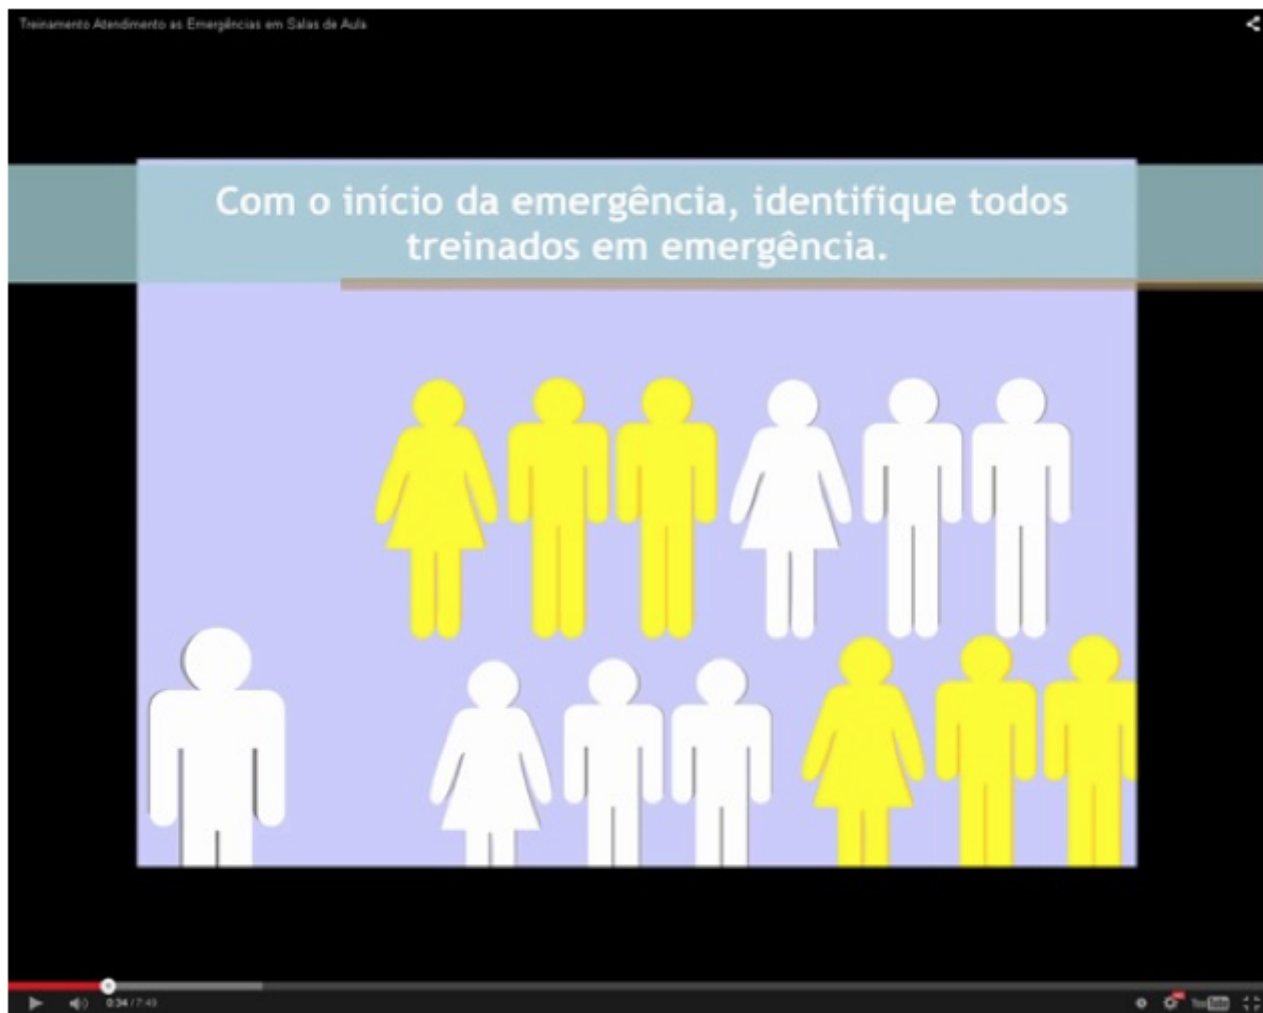 Treinamento Atendimento as Emergências em Salas de Aula
Com o início da emergência, identifique todos
treinados em emergência.
0:34 / 7:49
YouTube